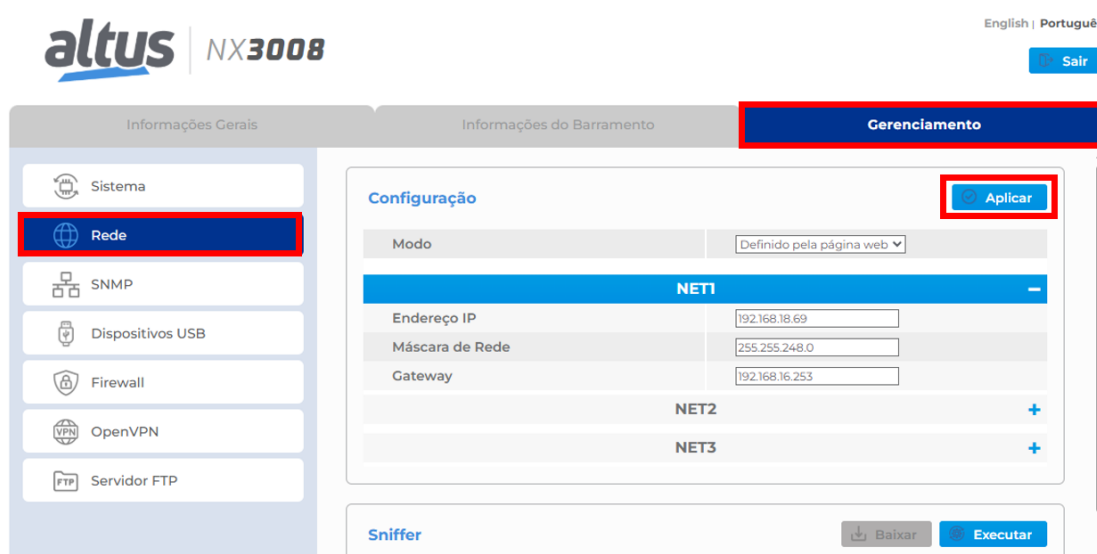 English | Portuguê
altus NX3008
Sair
Informações Gerais
Informações do Barramento
Gerenciamento
Sistema
Rede
SNMP
Dispositivos USB
VPN
Firewall
OpenVPN
FTP
Servidor FTP
Configuração
Aplicar
Modo
Definido pela página web
NET1
Endereço IP
192.168.18.69
Máscara de Rede
255.255.248.0
Gateway
192.168.16.253
NET2
NET3
Sniffer
Baixar
Executar